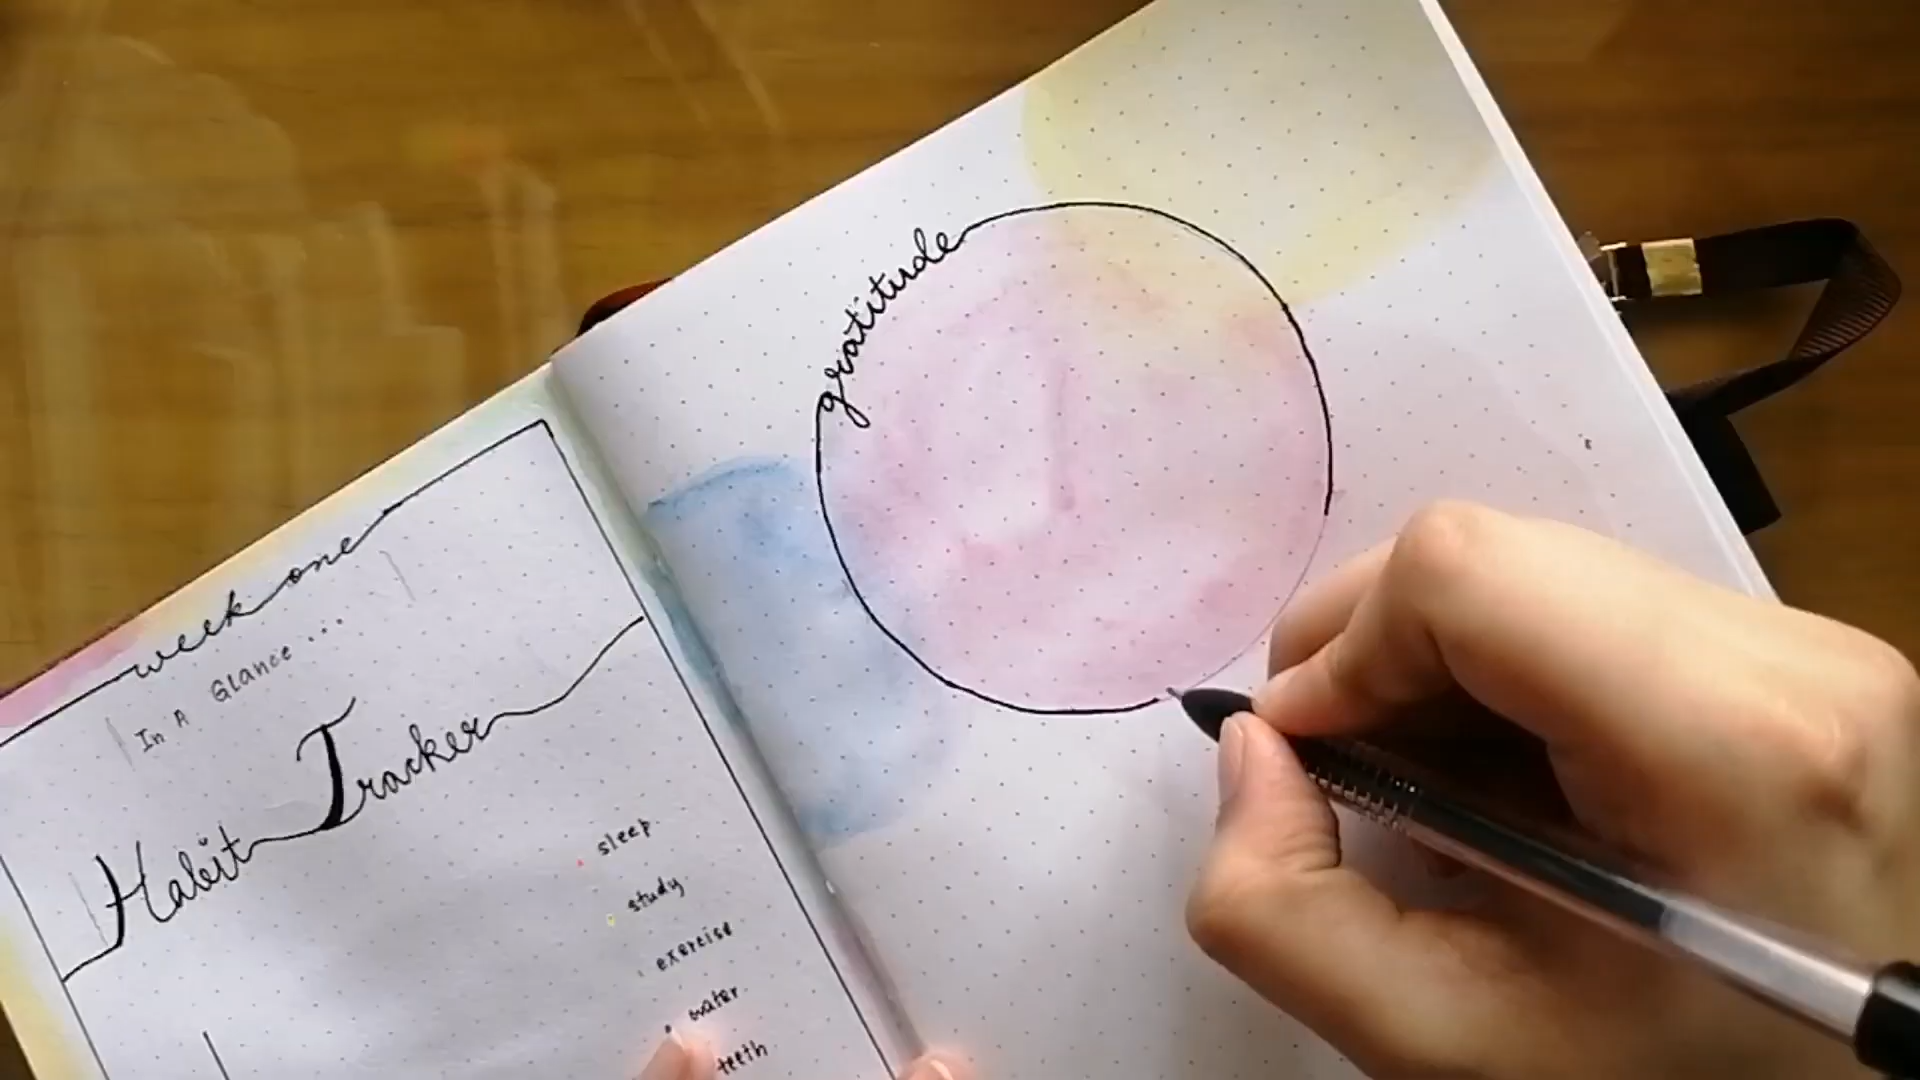 week one
In A Glance...
Habit Tracker
sleep
study
exercise
water
teeth
gratitude